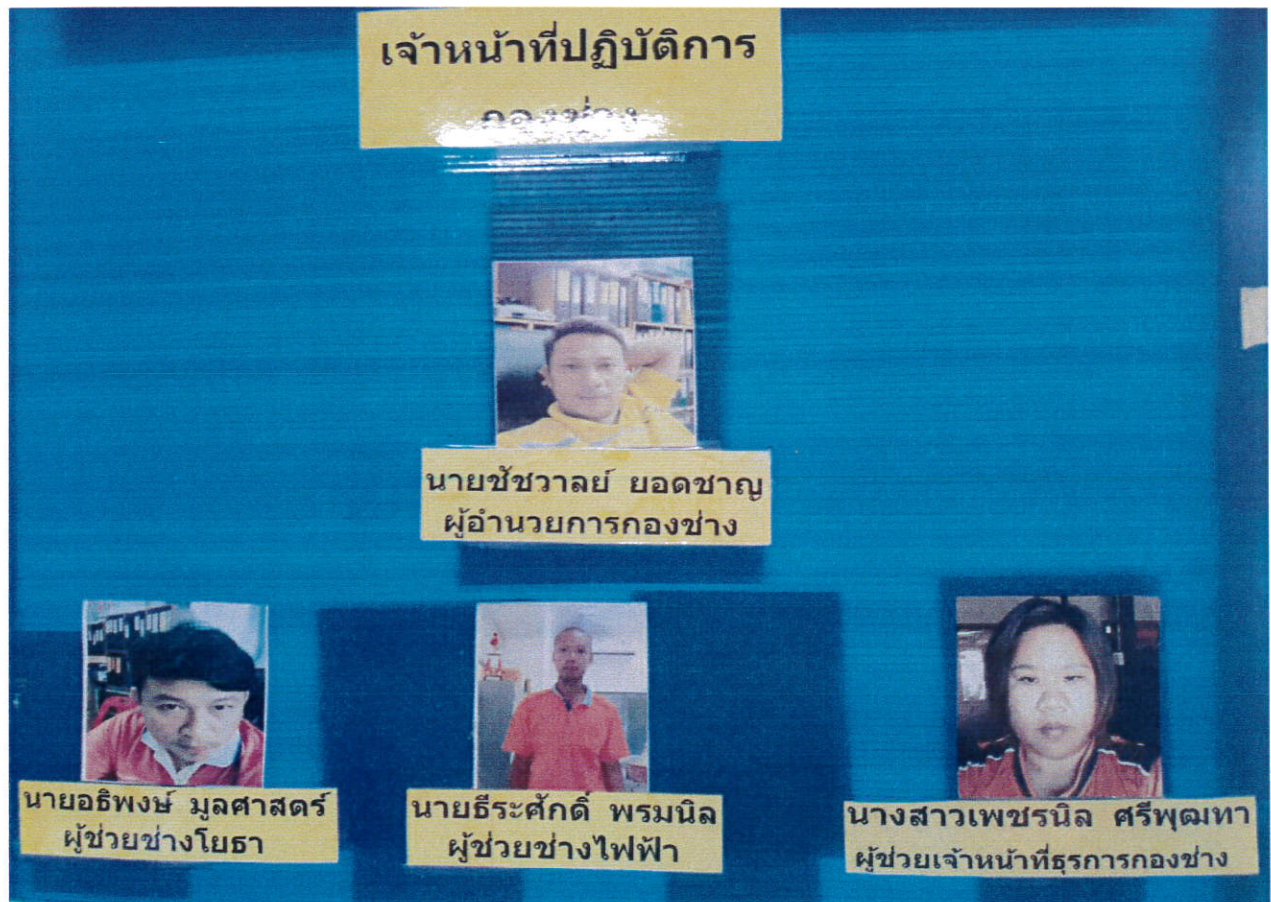 เจ้าหน้าที่ปฏิบัติการ
กองช่าง
นายชัชวาลย์ ยอดชาญ
ผู้อำนวยการกองช่าง
นายอธิพงษ์ มูลศาสตร์
ผู้ช่วยช่างโยธา
นายธีระศักดิ์ พรมนิล
ผู้ช่วยช่างไฟฟ้า
นางสาวเพชรนิล ศรีพุฒทา
ผู้ช่วยเจ้าหน้าที่ธุรการกองช่าง